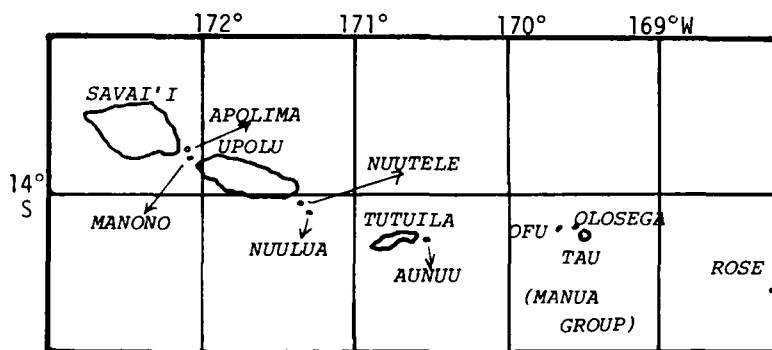 172° 171° 170° 169°W
SAVAI'I
APOLIMA
UPOLU
NUUTELE
14°
S
MANONO
NUULUA
TUTUILA
AUNUU
OFU
OLOSEGA
TAU
ROSE
(MANUA
GROUP)